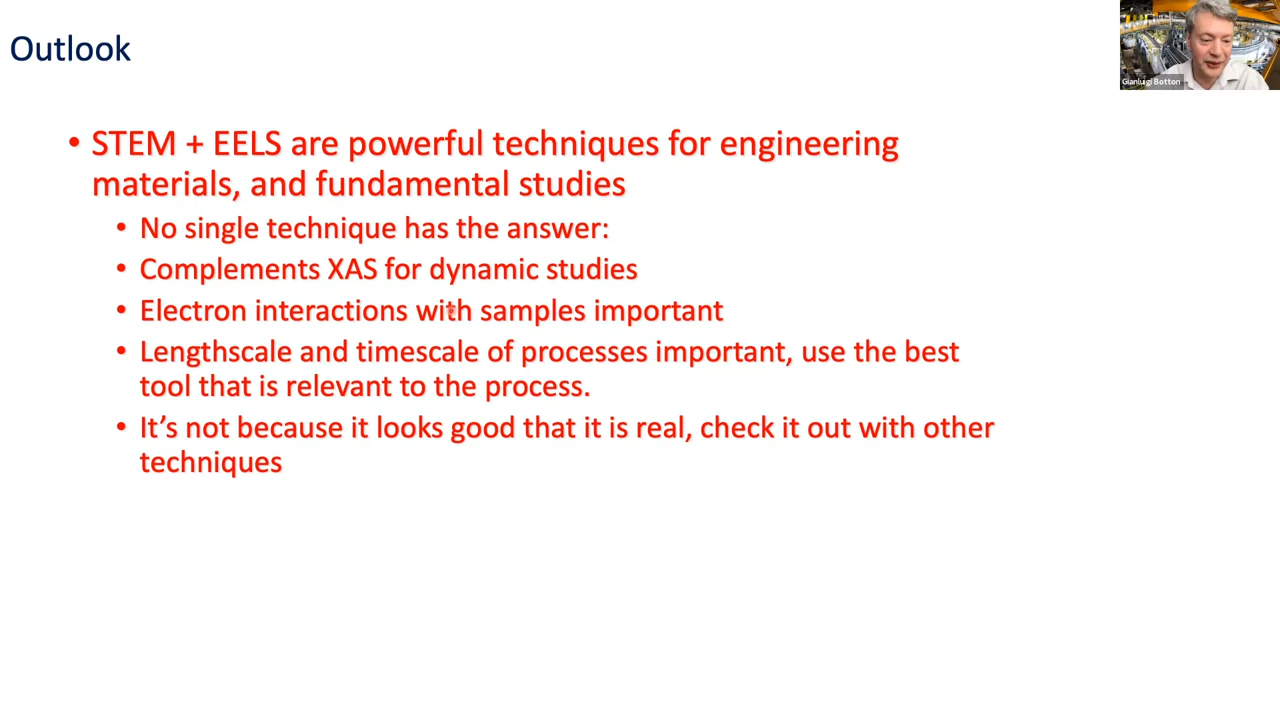 Outlook
Gianluigi Botton
• STEM + EELS are powerful techniques for engineering
materials, and fundamental studies
• No single technique has the answer:
• Complements XAS for dynamic studies
• Electron interactions with samples important
• Lengthscale and timescale of processes important, use the best
tool that is relevant to the process.
• It’s not because it looks good that it is real, check it out with other
techniques